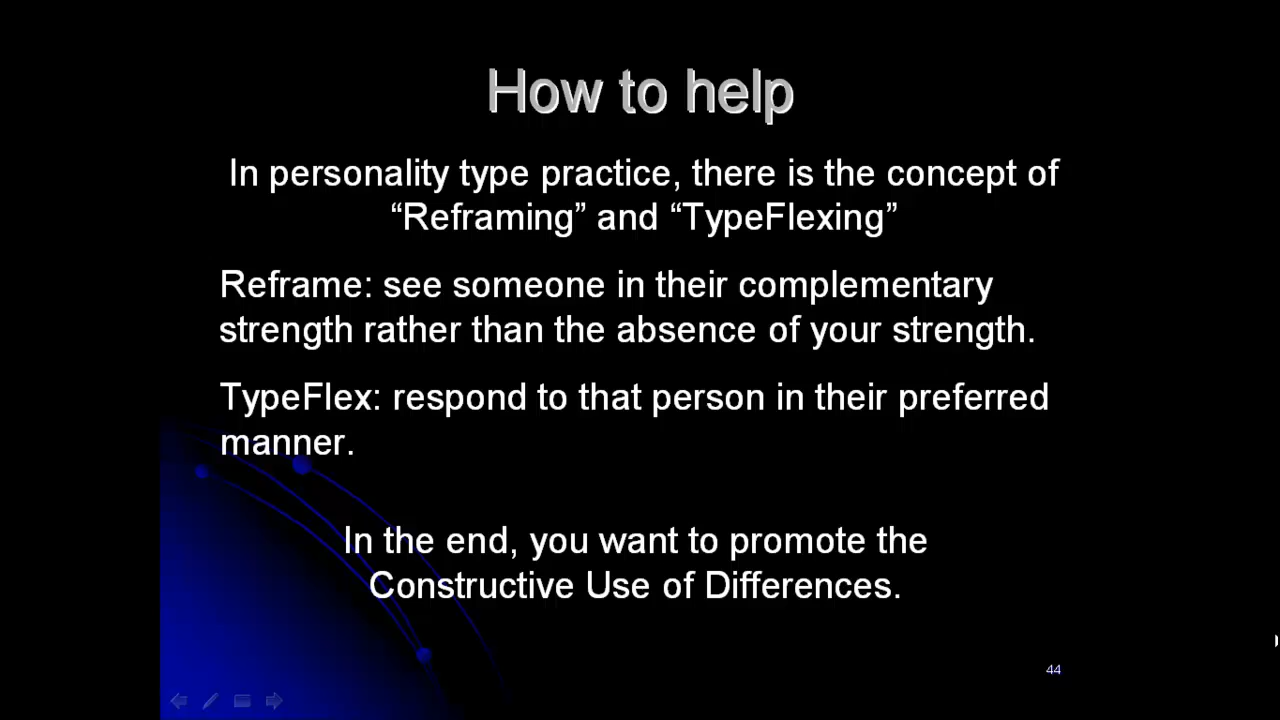 How to help
In personality type practice, there is the concept of
“Reframing” and “TypeFlexing”
Reframe: see someone in their complementary
strength rather than the absence of your strength.
TypeFlex: respond to that person in their preferred
manner.
In the end, you want to promote the
Constructive Use of Differences.
44